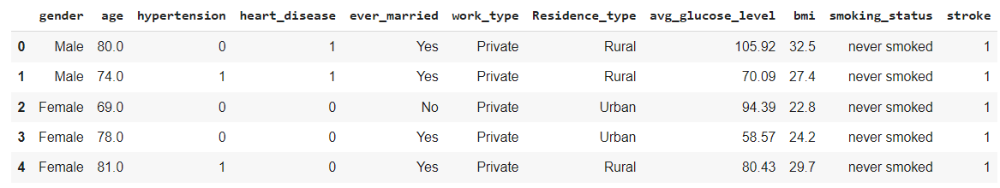 gender age hypertension heart_disease ever_married work_type Residence_type avg_glucose_level bmi smoking_status stroke
0 Male 80.0 0 1 Yes Private Rural 105.92 32.5 never smoked 1
1 Male 74.0 1 1 Yes Private Rural 70.09 27.4 never smoked 1
2 Female 69.0 0 0 No Private Urban 94.39 22.8 never smoked 1
3 Female 78.0 0 0 Yes Private Urban 58.57 24.2 never smoked 1
4 Female 81.0 1 0 Yes Private Rural 80.43 29.7 never smoked 1